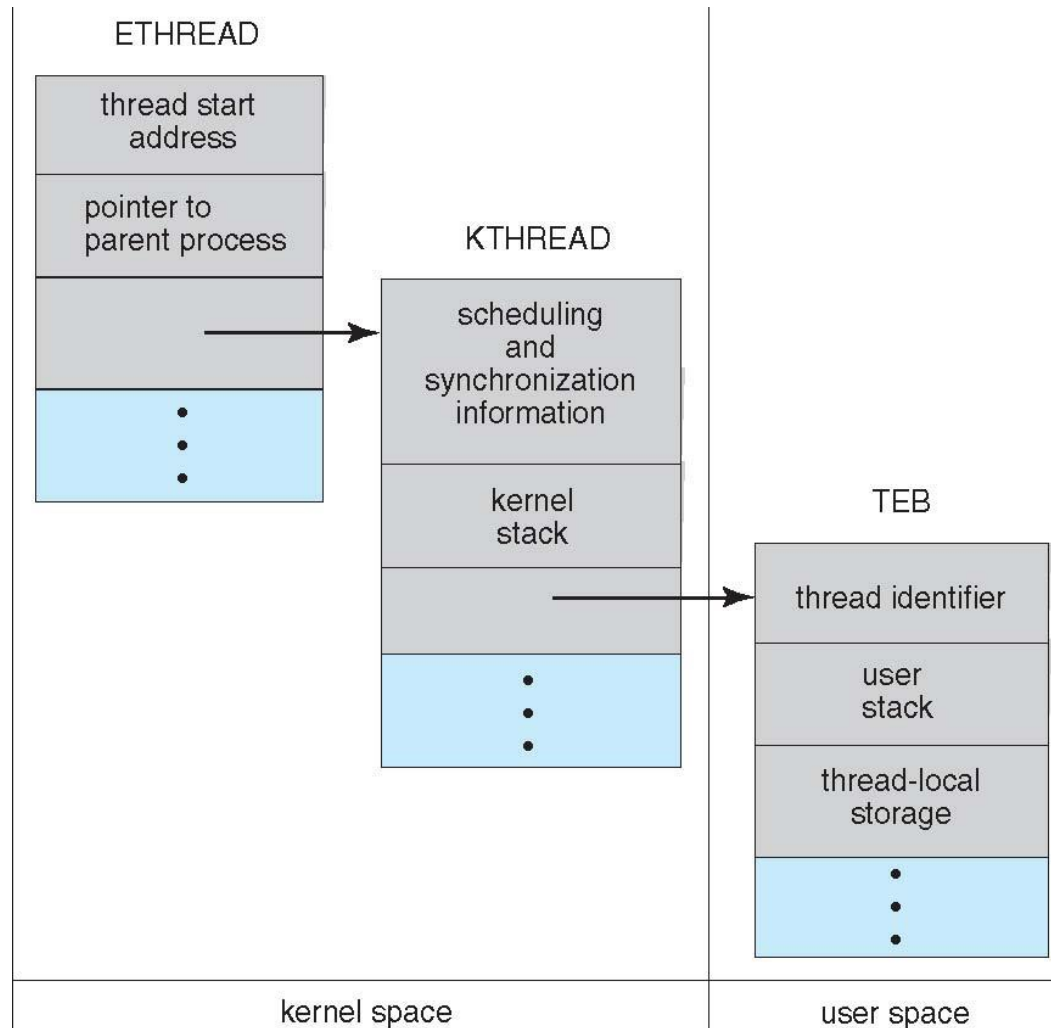 ETHREAD
thread start
address
pointer to
parent process
KTHREAD
scheduling
and
synchronization
information
kernel
stack
TEB
thread identifier
user
stack
thread-local
storage
kernel space
user space